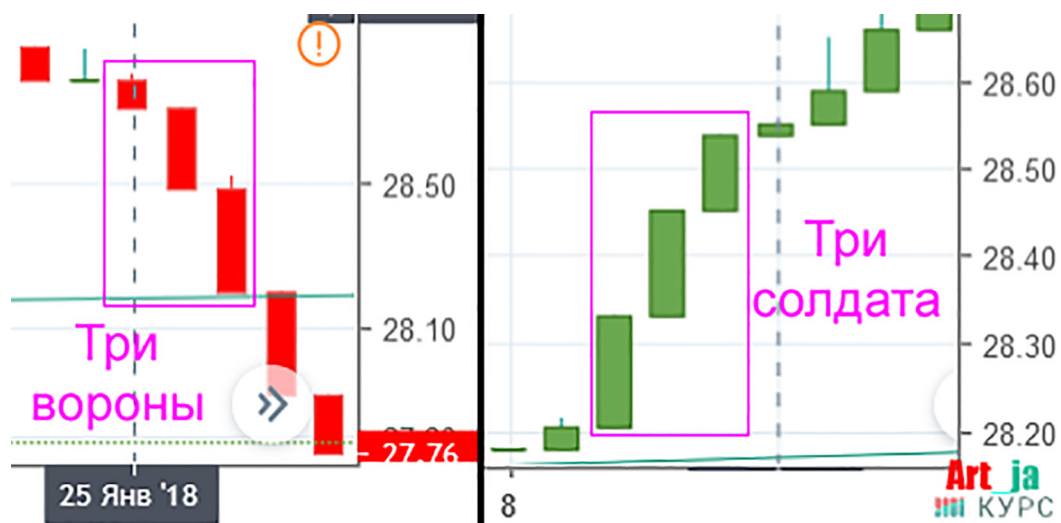 28.50
28.10
Три
вороны
27.76
25 Янв '18
28.60
28.50
28.40
28.30
28.20
Три
солдата
8
Art_ja
КУРС